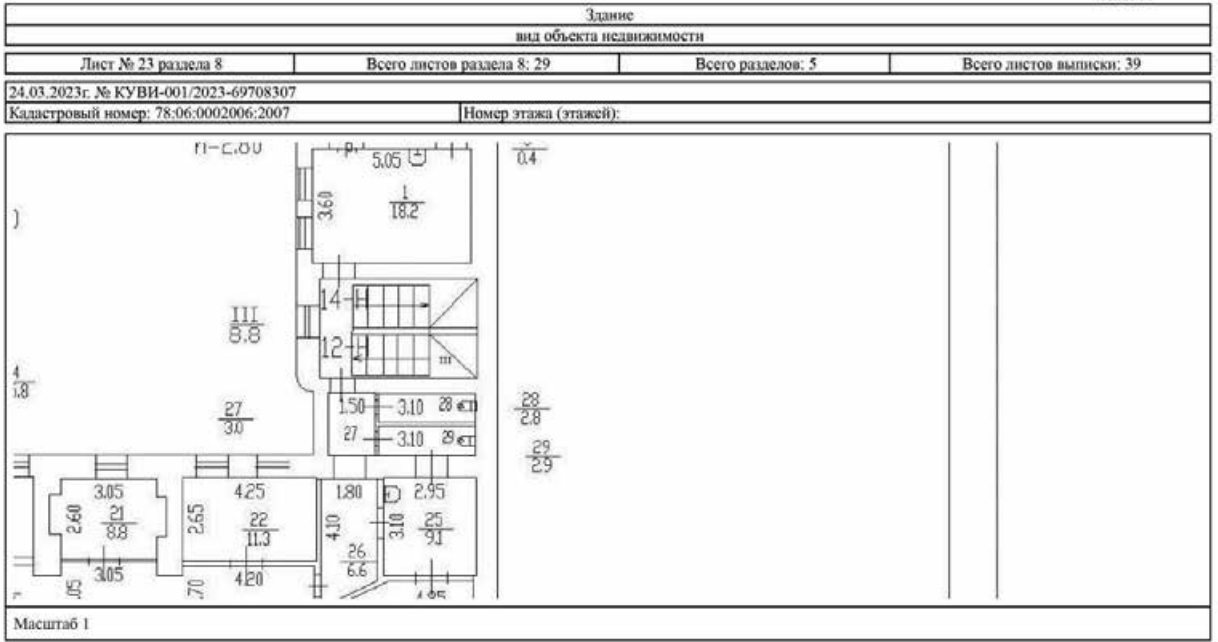 Здание
вид объекта недвижимости
Лист № 23 раздела 8 Всего листов раздела 8: 29 Всего разделов: 5 Всего листов выписки: 39
24.03.2023г. № КУВИ-001/2023-69708307
Кадастровый номер: 78:06:0002006:2007 Номер этажа (этажей):
5.05
0.4
3.60
1
18.2
14
III
8.8
12
III
27
3.0
1.50 3.10 28
28
2.8
27 3.10 29
29
2.9
3.05 4.25 1.80 2.95
2.60
21
8.8
2.65
22
11.3
4.10
3.10
25
9.1
26
6.6
3.05 4.20
.05
.70
Масштаб 1